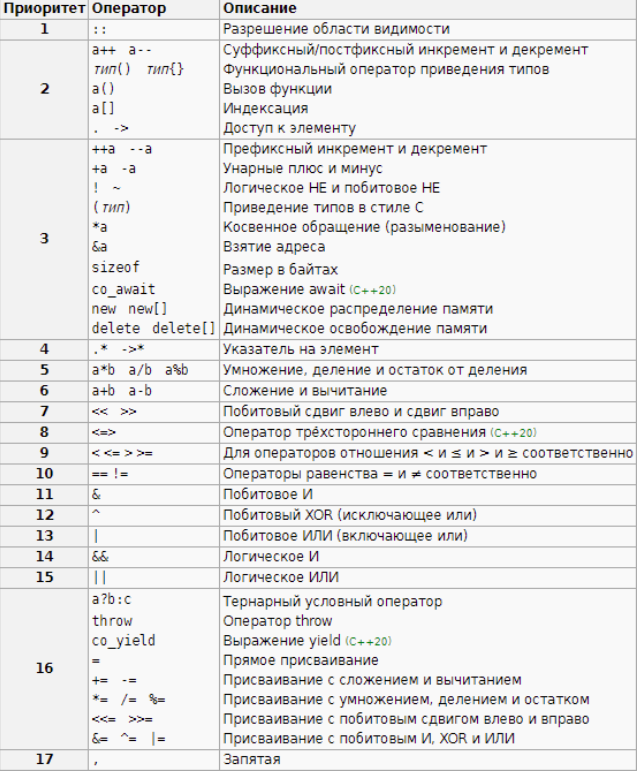 Приоритет Оператор Описание
1 :: Разрешение области видимости
a++ a-- Суффиксный/постфиксный инкремент и декремент
тип() тип{} Функциональный оператор приведения типов
2 a() Вызов функции
a[] Индексация
. -> Доступ к элементу
++a --a Префиксный инкремент и декремент
+a -a Унарные плюс и минус
! ~ Логическое НЕ и побитовое НЕ
(тип) Приведение типов в стиле C
3 *a Косвенное обращение (разыменование)
&a Взятие адреса
sizeof Размер в байтах
co_await Выражение await (C++20)
new new[] Динамическое распределение памяти
delete delete[] Динамическое освобождение памяти
4 .* ->* Указатель на элемент
5 a*b a/b a%b Умножение, деление и остаток от деления
6 a+b a-b Сложение и вычитание
7 << >> Побитовый сдвиг влево и сдвиг вправо
8 <=> Оператор трёхстороннего сравнения (C++20)
9 < <= > >= Для операторов отношения < и ≤ и > и ≥ соответственно
10 == != Операторы равенства = и ≠ соответственно
11 & Побитовое И
12 ^ Побитовый XOR (исключающее или)
13 | Побитовое ИЛИ (включающее или)
14 && Логическое И
15 || Логическое ИЛИ
a?b:c Тернарный условный оператор
throw Оператор throw
co_yield Выражение yield (C++20)
16 = Прямое присваивание
+= -= Присваивание с сложением и вычитанием
*= /= %= Присваивание с умножением, делением и остатком
<<= >>= Присваивание с побитовым сдвигом влево и вправо
&= ^= |= Присваивание с побитовым И, XOR и ИЛИ
17 , Запятая